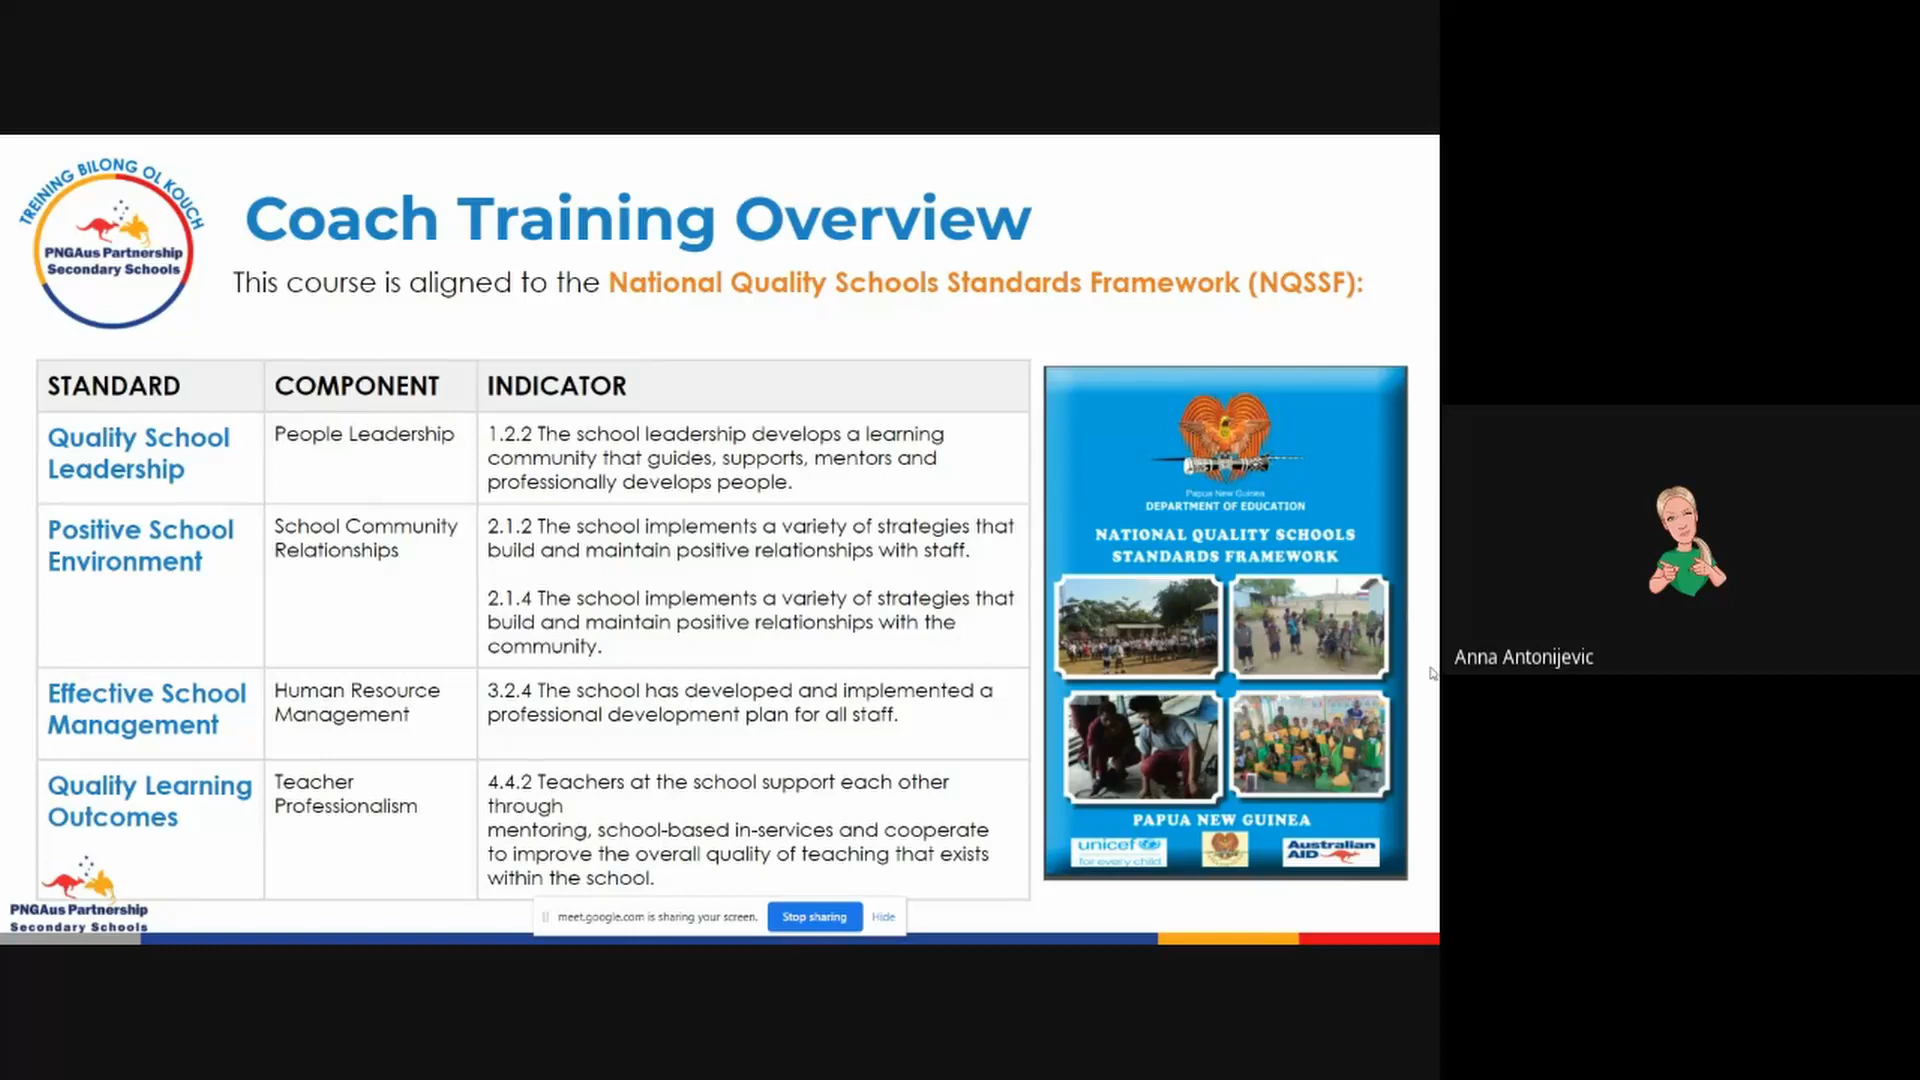 TREINING BILONG OL KOUCH
PNGAus Partnership
Secondary Schools
Coach Training Overview
This course is aligned to the National Quality Schools Standards Framework (NQSSF):
STANDARD COMPONENT INDICATOR
Quality School
Leadership
People Leadership
1.2.2 The school leadership develops a learning
community that guides, supports, mentors and
professionally develops people.
Positive School
Environment
School Community
Relationships
2.1.2 The school implements a variety of strategies that
build and maintain positive relationships with staff.
2.1.4 The school implements a variety of strategies that
build and maintain positive relationships with the
community.
Effective School
Management
Human Resource
Management
3.2.4 The school has developed and implemented a
professional development plan for all staff.
Quality Learning
Outcomes
Teacher
Professionalism
4.4.2 Teachers at the school support each other
through
mentoring, school-based in-services and cooperate
to improve the overall quality of teaching that exists
within the school.
Papua New Guinea
DEPARTMENT OF EDUCATION
NATIONAL QUALITY SCHOOLS
STANDARDS FRAMEWORK
PAPUA NEW GUINEA
unicef
for every child
Australian
AID
PNGAus Partnership
Secondary Schools
meet.google.com is sharing your screen. Stop sharing Hide
Anna Antonijevic